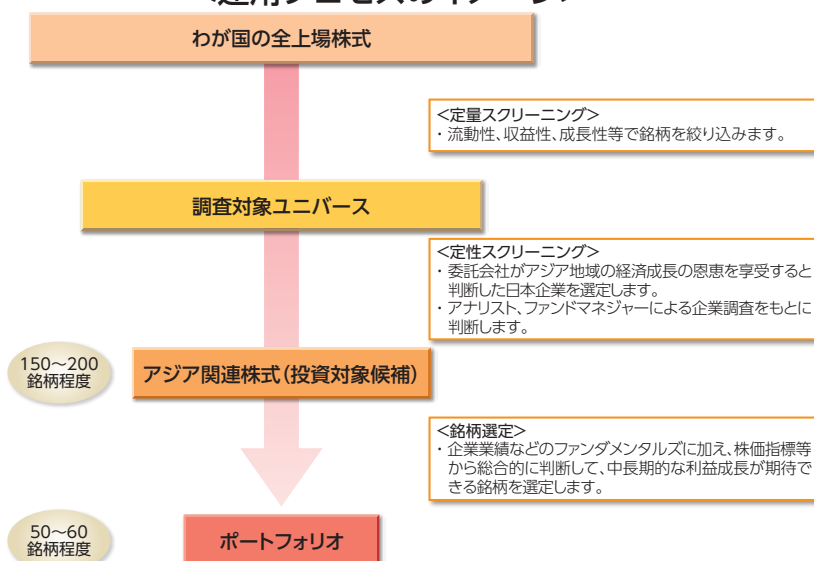 <運用プロセスのイメージ>
わが国の全上場株式
<定量スクリーニング>
・流動性、収益性、成長性等で銘柄を絞り込みます。
調査対象ユニバース
<定性スクリーニング>
・委託会社がアジア地域の経済成長の恩恵を享受すると
判断した日本企業を選定します。
・アナリスト、ファンドマネジャーによる企業調査をもとに
判断します。
150～200
銘柄程度
アジア関連株式(投資対象候補)
<銘柄選定>
・企業業績などのファンダメンタルズに加え、株価指標等
から総合的に判断して、中長期的な利益成長が期待で
きる銘柄を選定します。
50～60
銘柄程度
ポートフォリオ